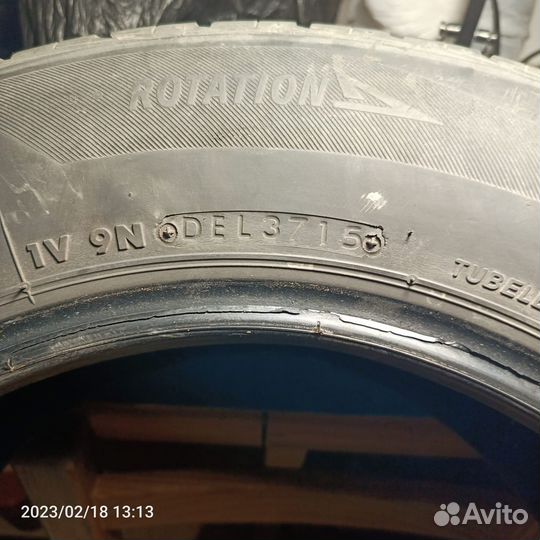 ROTATION
1V 9N DEL3715
TUBELE
2023/02/18 13:13
Avito